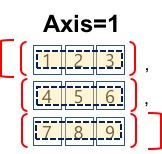 Axis=1
[ [ 1 2 3 ] ,
[ 4 5 6 ] ,
[ 7 8 9 ] ]